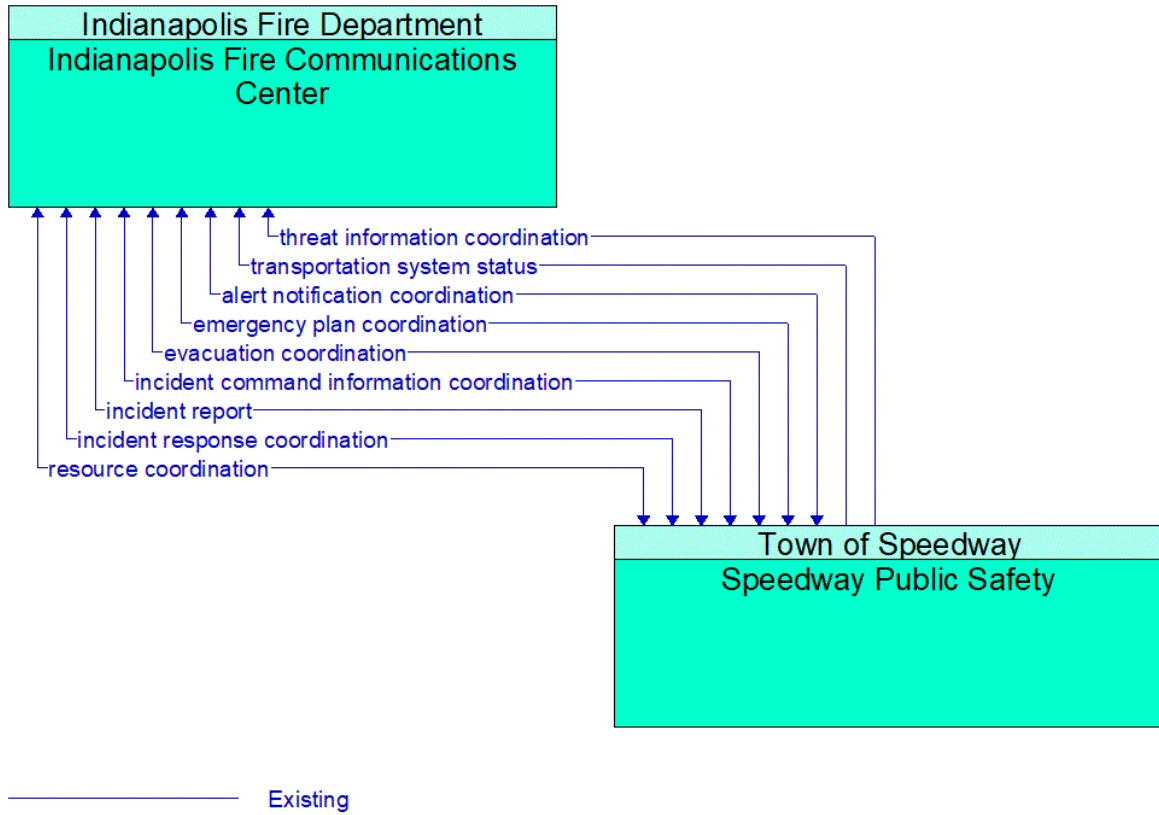 Indianapolis Fire Department
Indianapolis Fire Communications
Center
threat information coordination
transportation system status
alert notification coordination
emergency plan coordination
evacuation coordination
incident command information coordination
incident report
incident response coordination
resource coordination
Town of Speedway
Speedway Public Safety
Existing